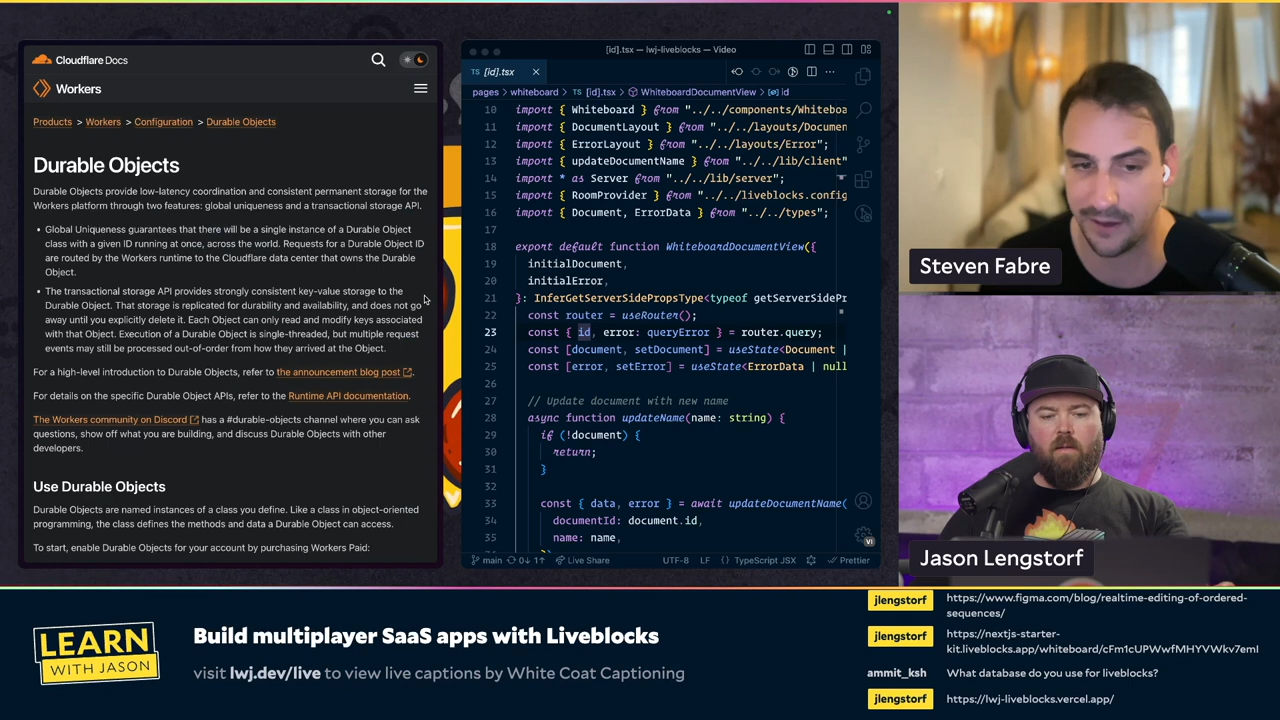 Cloudflare Docs
Workers
Products > Workers > Configuration > Durable Objects
Durable Objects
Durable Objects provide low-latency coordination and consistent permanent storage for the
Workers platform through two features: global uniqueness and a transactional storage API.
• Global Uniqueness guarantees that there will be a single instance of a Durable Object
class with a given ID running at once, across the world. Requests for a Durable Object ID
are routed by the Workers runtime to the Cloudflare data center that owns the Durable
Object.
• The transactional storage API provides strongly consistent key-value storage to the
Durable Object. That storage is replicated for durability and availability, and does not go
away until you explicitly delete it. Each Object can only read and modify keys associated
with that Object. Execution of a Durable Object is single-threaded, but multiple request
events may still be processed out-of-order from how they arrived at the Object.
For a high-level introduction to Durable Objects, refer to the announcement blog post.
For details on the specific Durable Object APIs, refer to the Runtime API documentation.
The Workers community on Discord has a #durable-objects channel where you can ask
questions, show off what you are building, and discuss Durable Objects with other
developers.
Use Durable Objects
Durable Objects are named instances of a class you define. Like a class in object-oriented
programming, the class defines the methods and data a Durable Object can access.
To start, enable Durable Objects for your account by purchasing Workers Paid:
[id].tsx — lwj-liveblocks — Video
TS [id].tsx
pages > whiteboard > TS [id].tsx > WhiteboardDocumentView > id
10 import { Whiteboard } from "../../components/Whiteboa
11 import { DocumentLayout } from "../../layouts/Documen
12 import { ErrorLayout } from "../../layouts/Error";
13 import { updateDocumentName } from "../../lib/client"
14 import * as Server from "../../lib/server";
15 import { RoomProvider } from "../../liveblocks.config
16 import { Document, ErrorData } from "../../types";
17
18 export default function WhiteboardDocumentView({
19 initialDocument,
20 initialError,
21 }: InferGetServerSidePropsType<typeof getServerSidePr
22 const router = useRouter();
23 const { id, error: queryError } = router.query;
24 const [document, setDocument] = useState<Document |
25 const [error, setError] = useState<ErrorData | null
26
27 // Update document with new name
28 async function updateName(name: string) {
29 if (!document) {
30 return;
31 }
32
33 const { data, error } = await updateDocumentName(
34 documentId: document.id,
35 name: name,
main 0↓ 1↑ Live Share UTF-8 LF {} TypeScript JSX Prettier
VI
Steven Fabre
Jason Lengstorf
LEARN
WITH JASON
Build multiplayer SaaS apps with Liveblocks
visit lwj.dev/live to view live captions by White Coat Captioning
jlengstorf https://www.figma.com/blog/realtime-editing-of-ordered-
sequences/
jlengstorf https://nextjs-starter-
kit.liveblocks.app/whiteboard/cFm1cUPWwfMHYVWkv7emI
ammit_ksh What database do you use for liveblocks?
jlengstorf https://lwj-liveblocks.vercel.app/